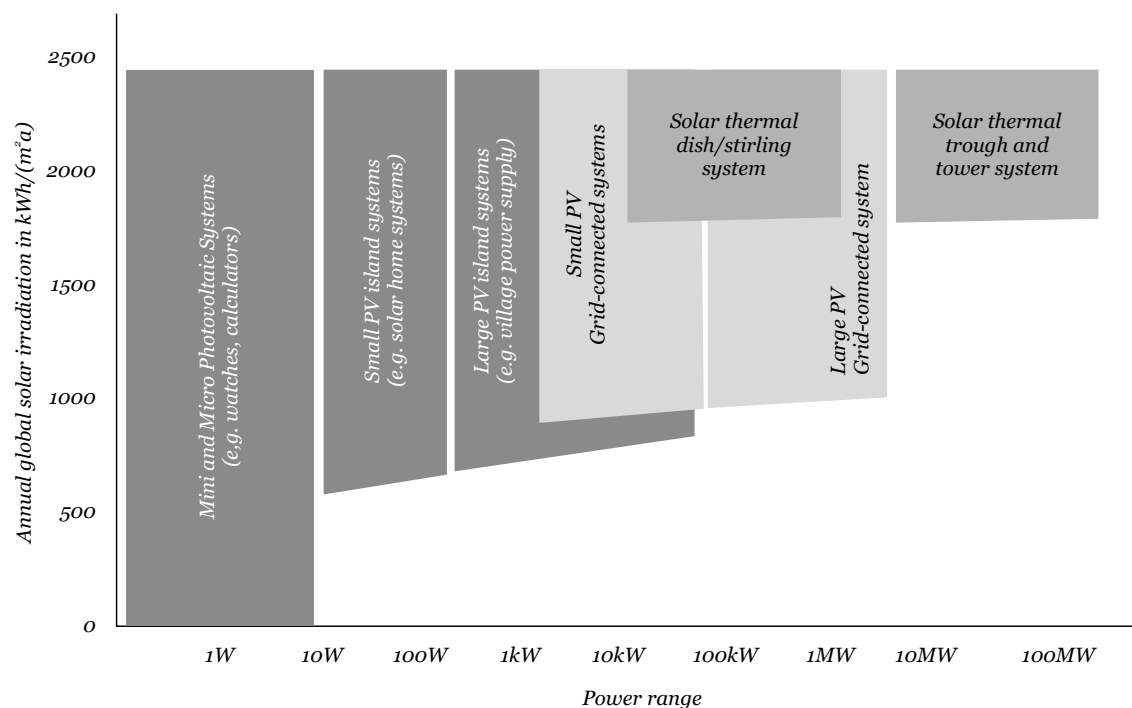 Annual global solar irradiation in kWh/(m²a)
2500
2000
1500
1000
500
0
Mini and Micro Photovoltaic Systems
(e,g. watches, calculators)
Small PV island systems
(e.g. solar home systems)
Large PV island systems
(e.g. village power supply)
Small PV
Grid-connected systems
Solar thermal
dish/stirling
system
Large PV
Grid-connected system
Solar thermal
trough and
tower system
1W
10W
100W
1kW
10kW
100kW
1MW
10MW
100MW
Power range